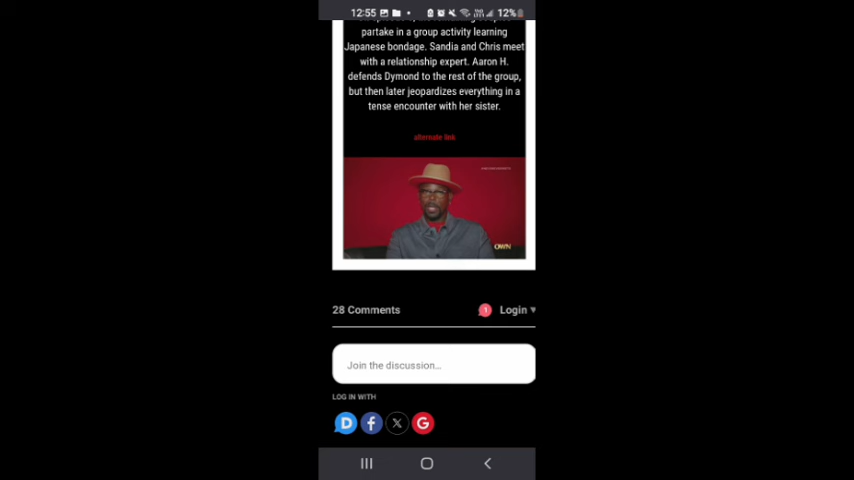 12:55
12%
partake in a group activity learning
Japanese bondage. Sandia and Chris meet
with a relationship expert. Aaron H.
defends Dymond to the rest of the group,
but then later jeopardizes everything in a
tense encounter with her sister.
alternate link
OWN
28 Comments
1
Login
Join the discussion...
LOG IN WITH
D
f
X
G